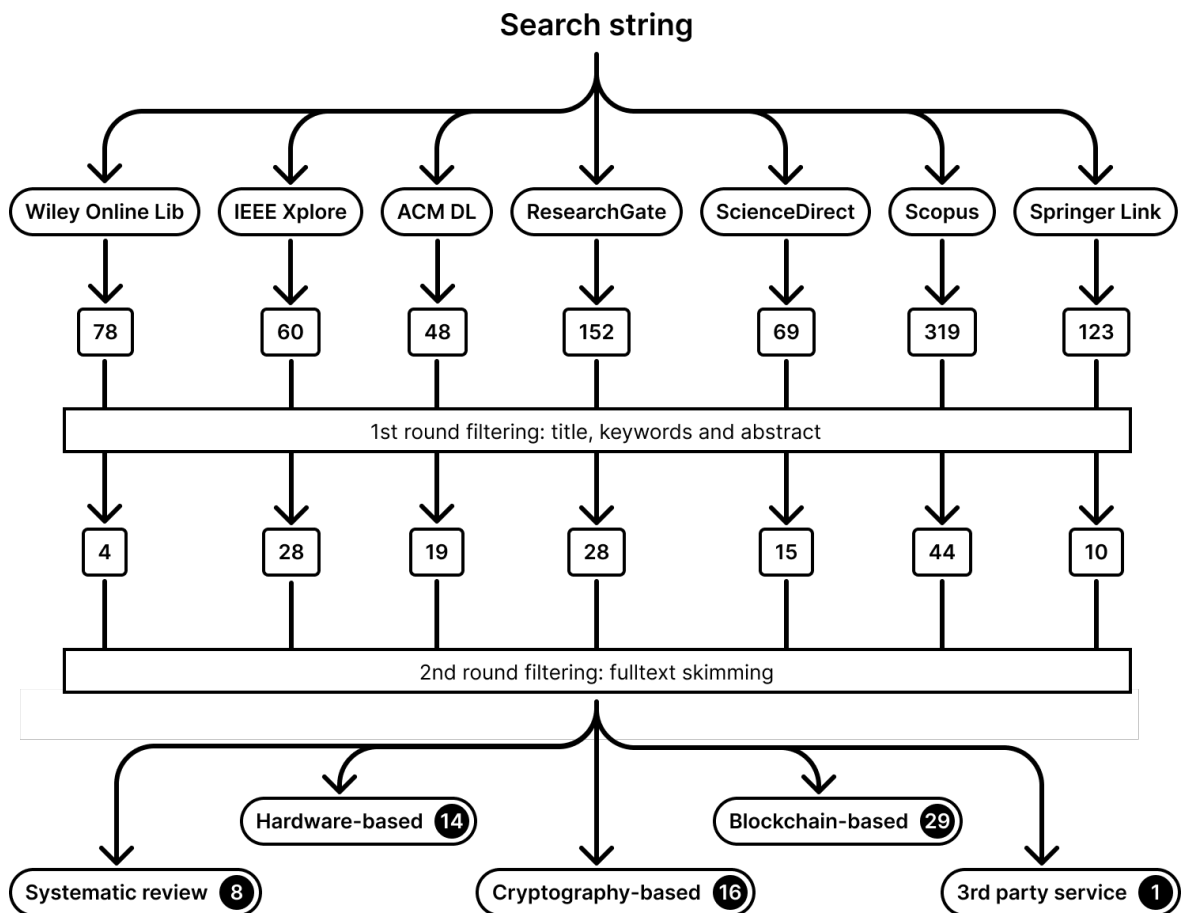 Search string
Wiley Online Lib
IEEE Xplore
ACM DL
ResearchGate
ScienceDirect
Scopus
Springer Link
78
60
48
152
69
319
123
1st round filtering: title, keywords and abstract
4
28
19
28
15
44
10
2nd round filtering: fulltext skimming
Hardware-based 14
Blockchain-based 29
Systematic review 8
Cryptography-based 16
3rd party service 1